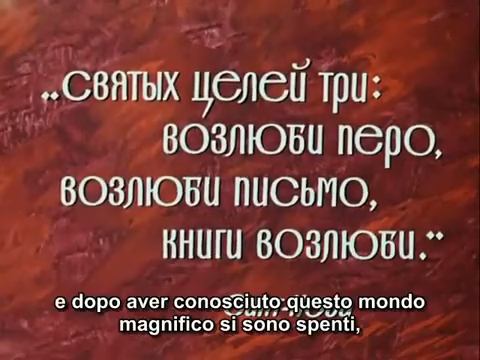 „Святых целей три:
возлюби перо,
возлюби письмо,
книги возлюби.“
e dopo aver conosciuto questo mondo
magnifico si sono spenti,